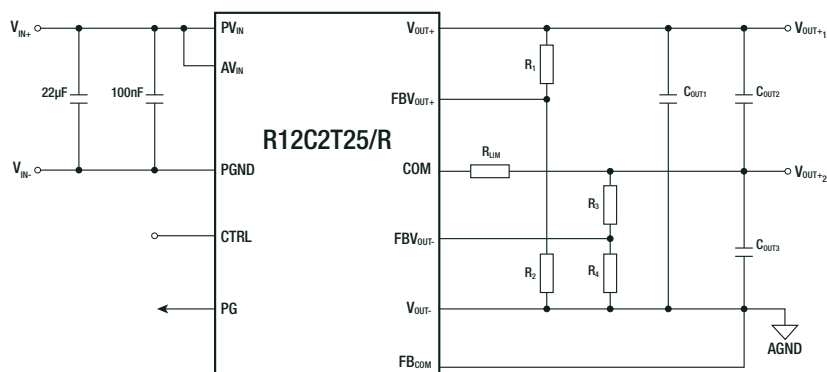 VIN+
22µF
100nF
VIN-
PVIN
AVIN
PGND
CTRL
PG
R12C2T25/R
VOUT+
FBVOUT+
COM
FBVOUT-
VOUT-
FBCOM
R1
R2
RLIM
R3
R4
COUT1
COUT2
COUT3
VOUT+1
VOUT+2
AGND